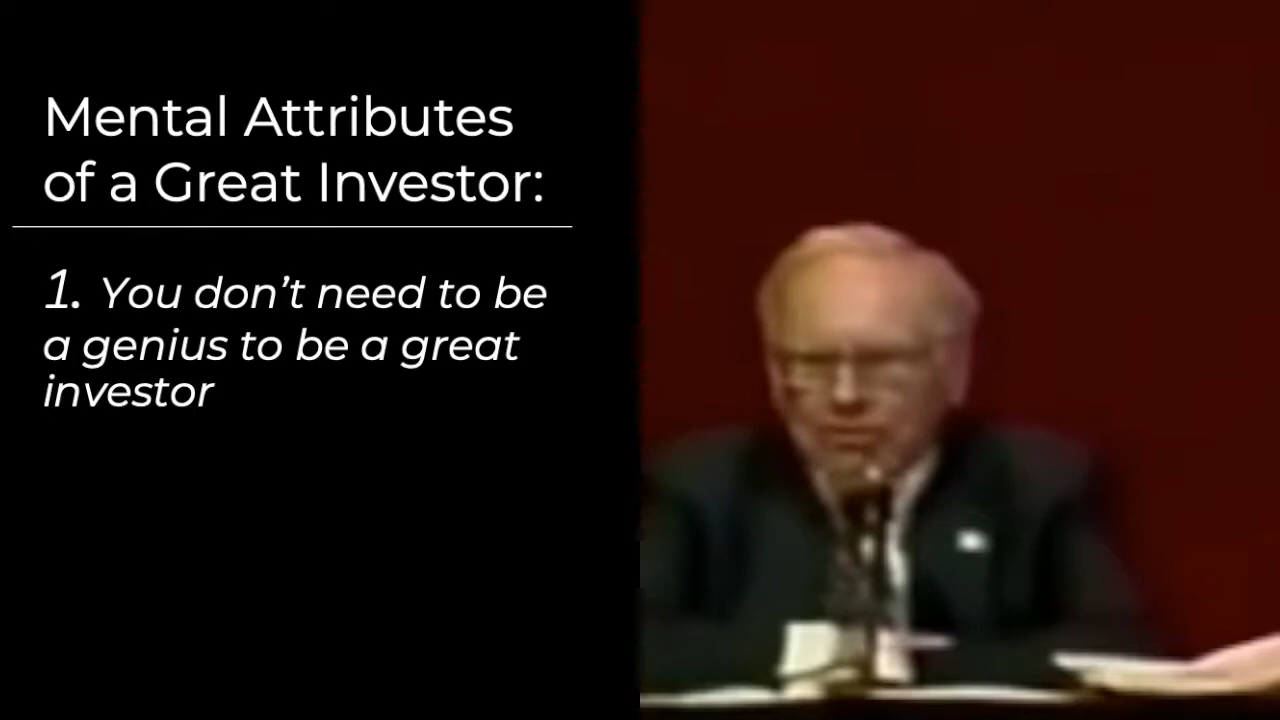 Mental Attributes
of a Great Investor:
1. You don’t need to be
a genius to be a great
investor